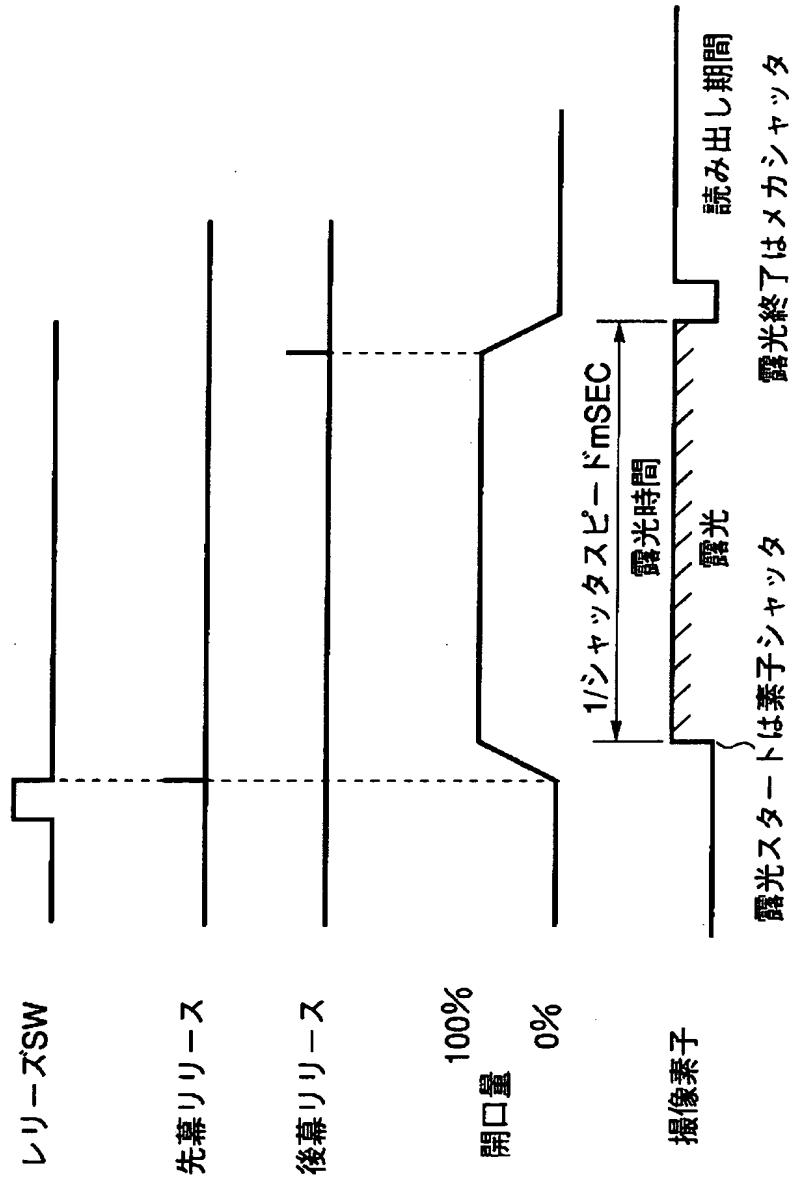 レリーズSW
先幕リリース
後幕リリース
100%
開口量
0%
1/シャッタスピードmSEC
露光時間
撮像素子
露光
読み出し期間
露光スタートは素子シャッタ
露光終了はメカシャッタ